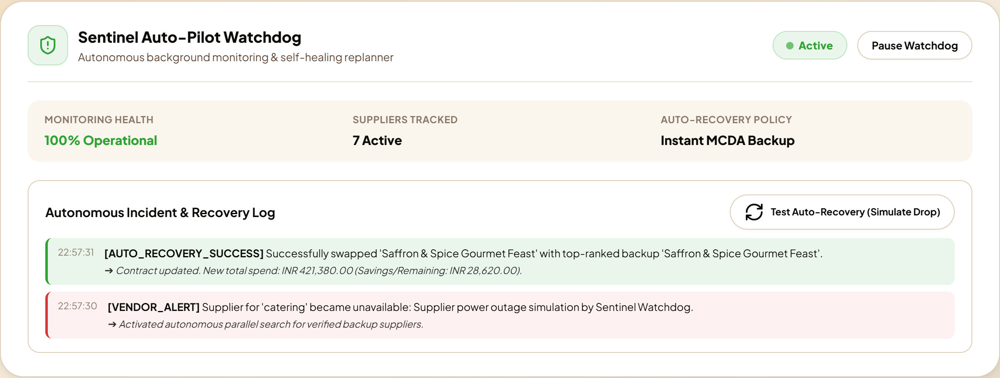 Sentinel Auto-Pilot Watchdog
Autonomous background monitoring & self-healing replanner
Active
Pause Watchdog
MONITORING HEALTH
100% Operational
SUPPLIERS TRACKED
7 Active
AUTO-RECOVERY POLICY
Instant MCDA Backup
Autonomous Incident & Recovery Log
Test Auto-Recovery (Simulate Drop)
22:57:31 [AUTO_RECOVERY_SUCCESS] Successfully swapped 'Saffron & Spice Gourmet Feast' with top-ranked backup 'Saffron & Spice Gourmet Feast'.
➔ Contract updated. New total spend: INR 421,380.00 (Savings/Remaining: INR 28,620.00).
22:57:30 [VENDOR_ALERT] Supplier for 'catering' became unavailable: Supplier power outage simulation by Sentinel Watchdog.
➔ Activated autonomous parallel search for verified backup suppliers.